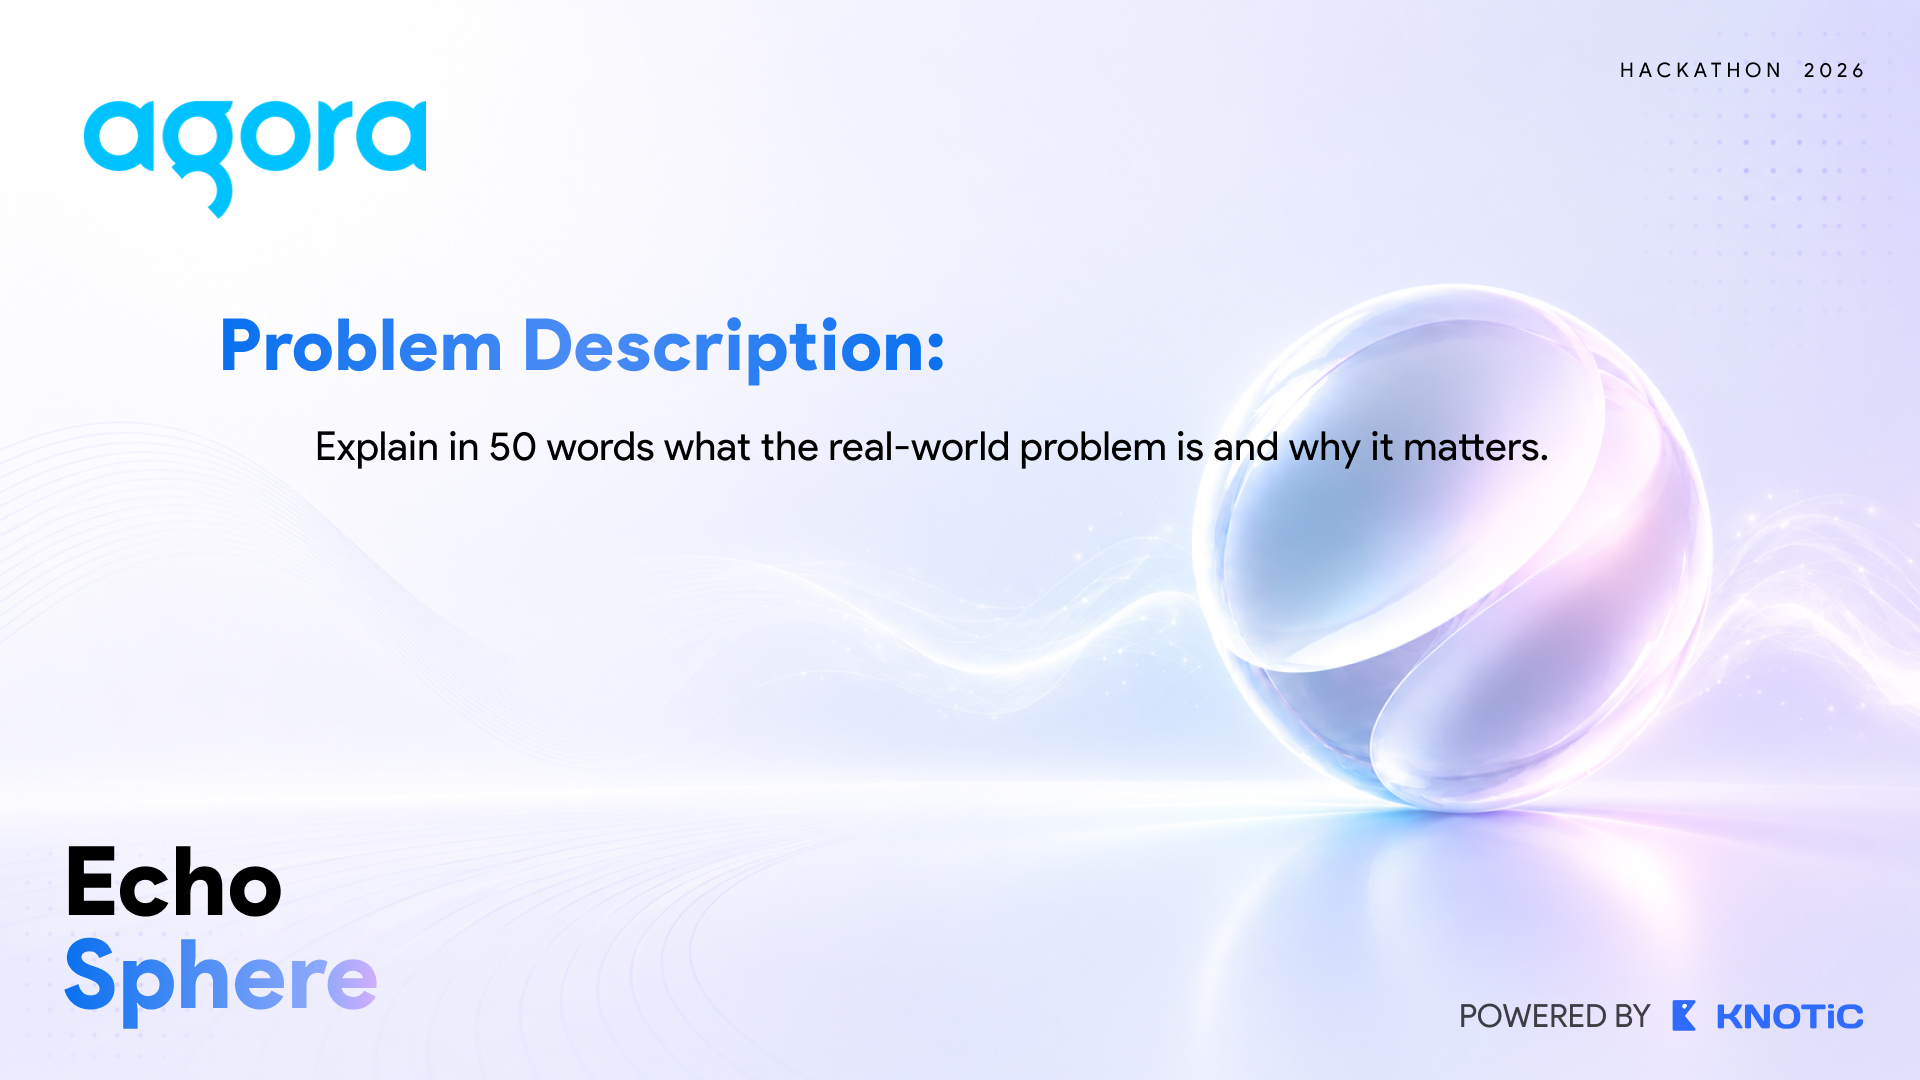 HACKATHON 2026
agora
Problem Description:
Explain in 50 words what the real-world problem is and why it matters.
Echo
Sphere
POWERED BY KNOTiC